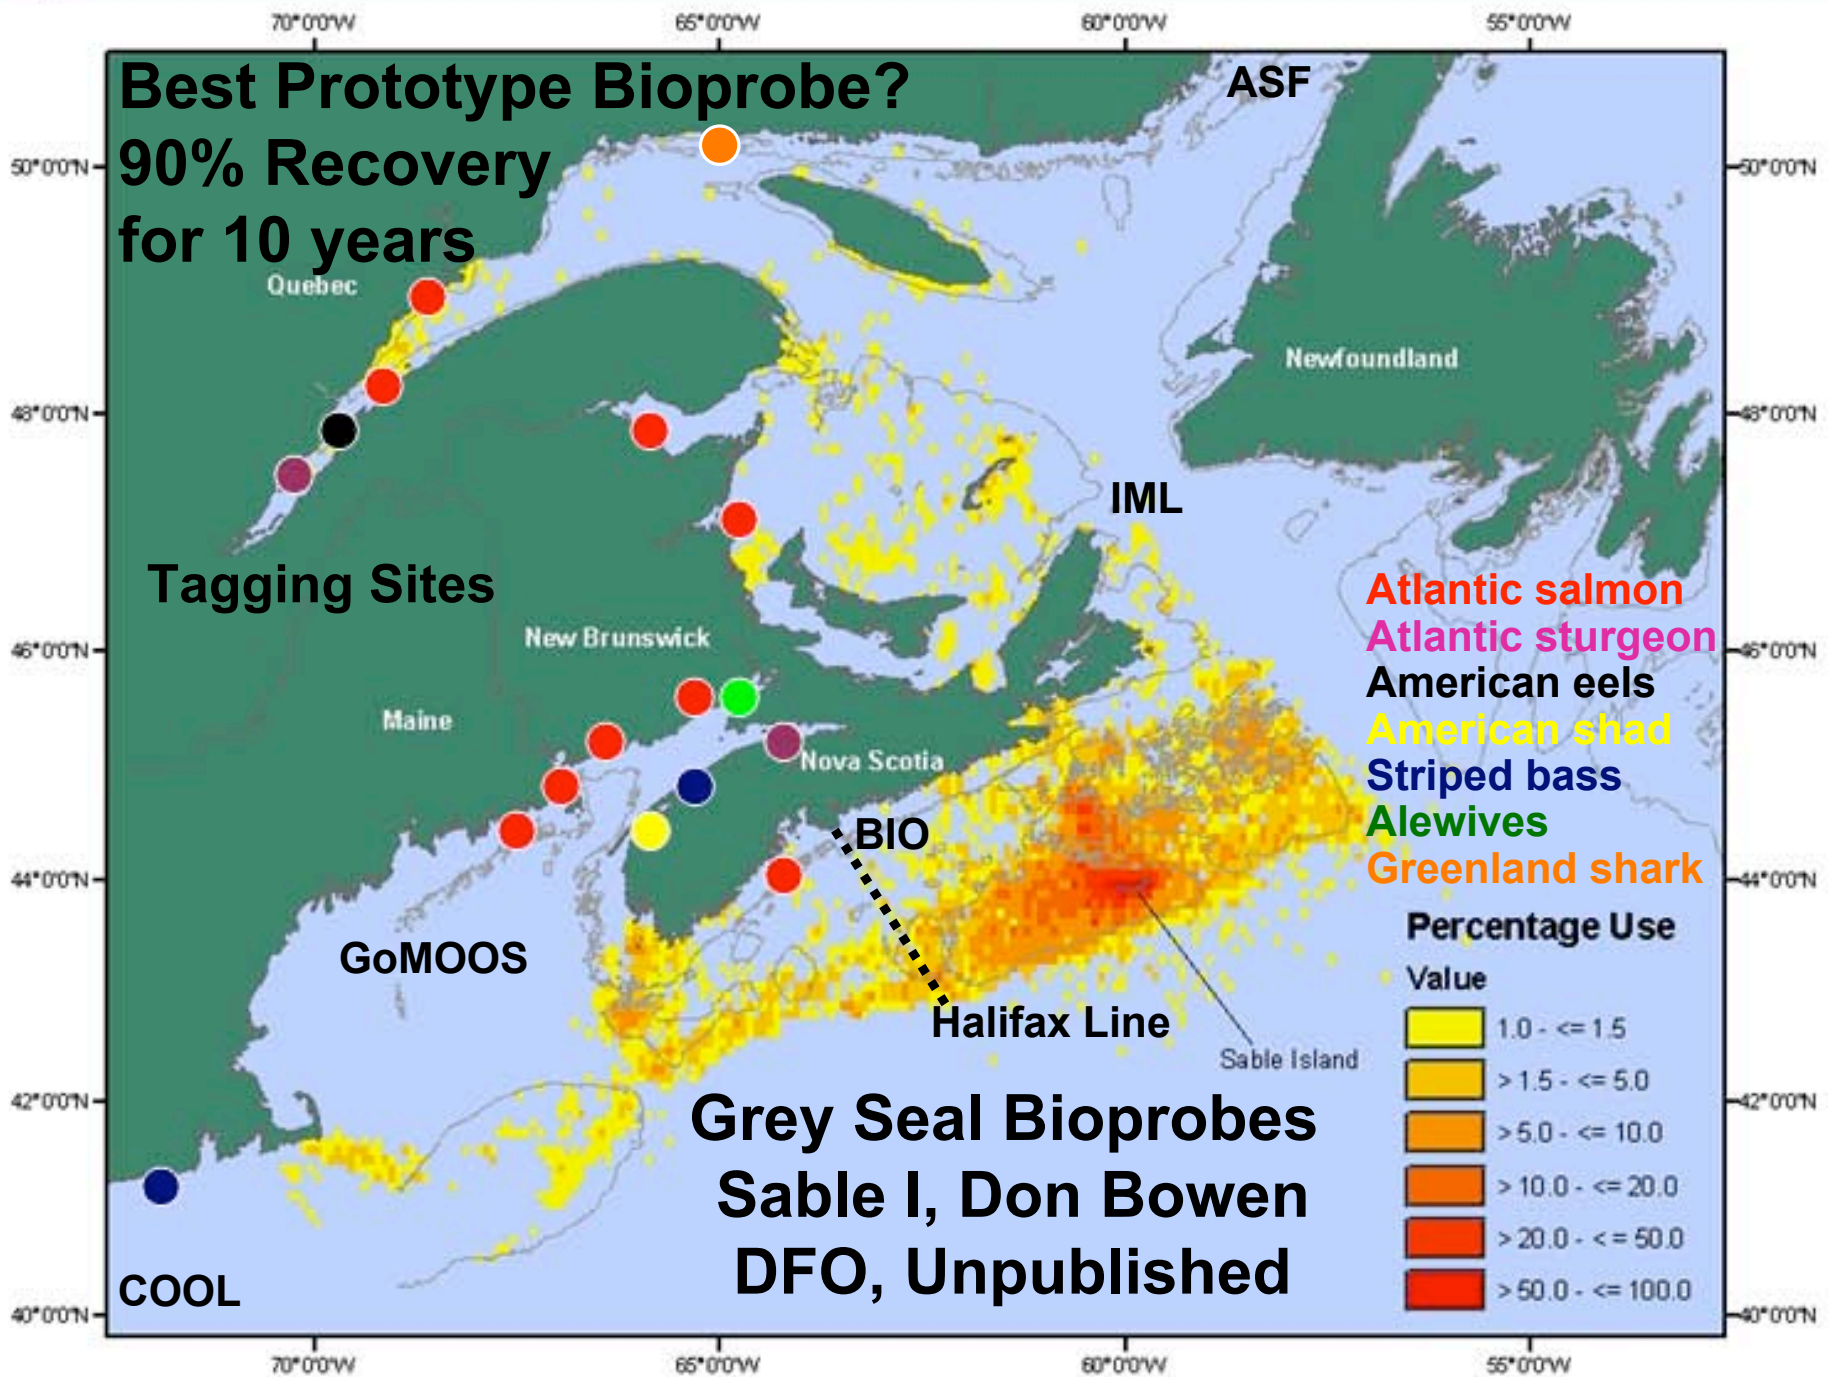 70°0'0"W 65°0'0"W 60°0'0"W 55°0'0"W
Best Prototype Bioprobe?
90% Recovery
for 10 years
ASF
50°0'0"N 50°0'0"N
Quebec
Newfoundland
48°0'0"N 48°0'0"N
IML
Tagging Sites
New Brunswick
46°0'0"N 46°0'0"N
Maine
Nova Scotia
Atlantic salmon
Atlantic sturgeon
American eels
American shad
Striped bass
Alewives
Greenland shark
BIO
44°0'0"N 44°0'0"N
GoMOOS
Halifax Line
Sable Island
Percentage Use
Value
1.0 - <= 1.5
> 1.5 - <= 5.0
> 5.0 - <= 10.0
> 10.0 - <= 20.0
> 20.0 - <= 50.0
> 50.0 - <= 100.0
42°0'0"N 42°0'0"N
Grey Seal Bioprobes
Sable I, Don Bowen
DFO, Unpublished
COOL
40°0'0"N 40°0'0"N
70°0'0"W 65°0'0"W 60°0'0"W 55°0'0"W